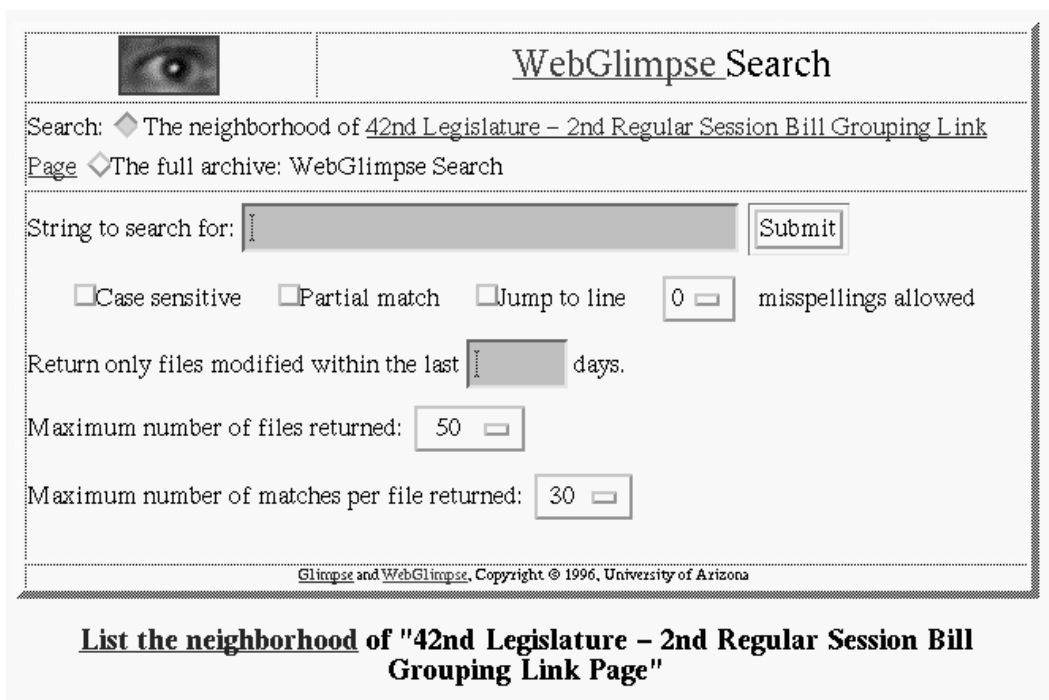 WebGlimpse Search
Search: The neighborhood of 42nd Legislature – 2nd Regular Session Bill Grouping Link
Page The full archive: WebGlimpse Search
String to search for: Submit
Case sensitive Partial match Jump to line 0 misspellings allowed
Return only files modified within the last days.
Maximum number of files returned: 50
Maximum number of matches per file returned: 30
Glimpse and WebGlimpse, Copyright © 1996, University of Arizona
List the neighborhood of "42nd Legislature – 2nd Regular Session Bill
Grouping Link Page"